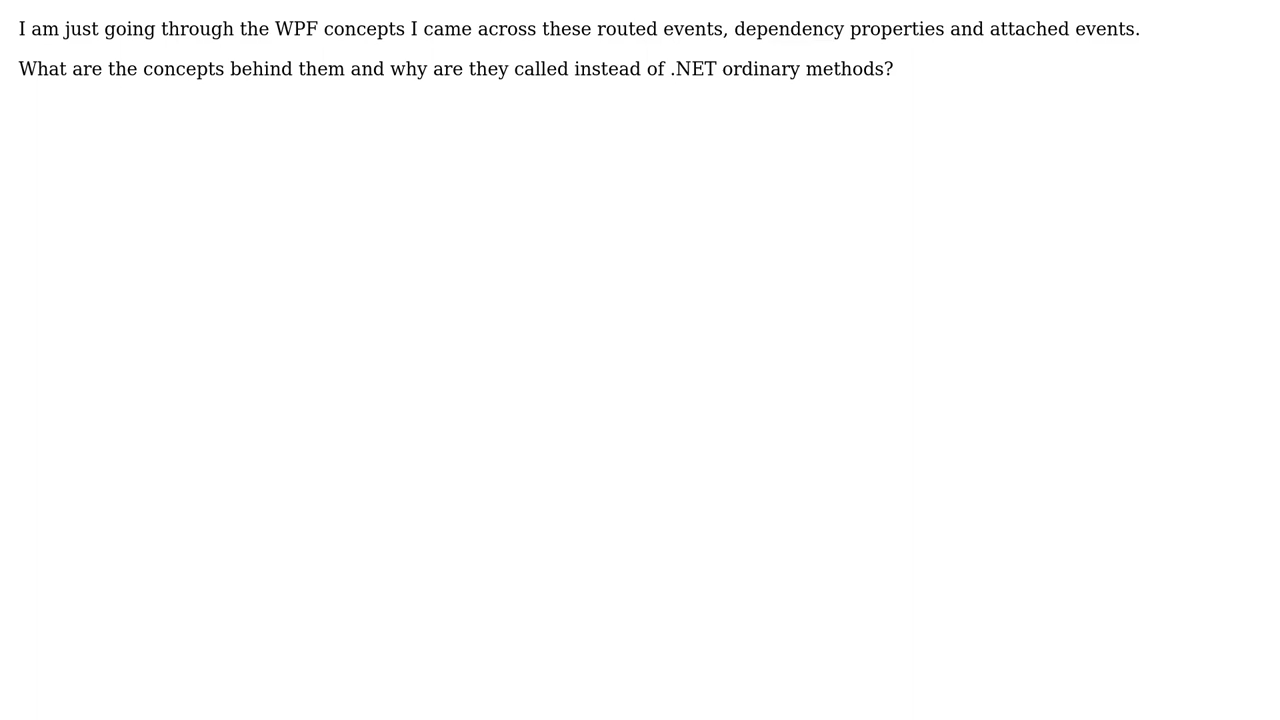 I am just going through the WPF concepts I came across these routed events, dependency properties and attached events.
What are the concepts behind them and why are they called instead of .NET ordinary methods?